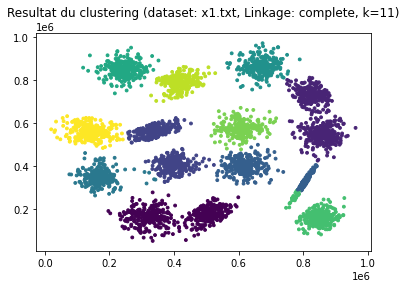 Resultat du clustering (dataset: x1.txt, Linkage: complete, k=11)
1e6
1.0
0.8
0.6
0.4
0.2
0.0 0.2 0.4 0.6 0.8 1.0
1e6